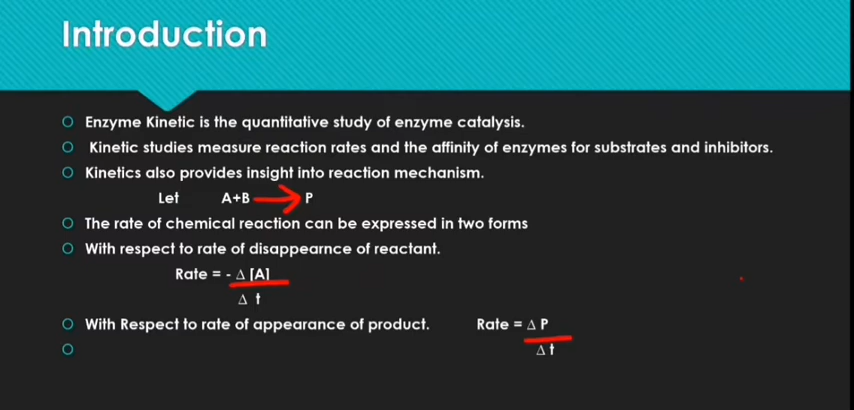 Introduction
Enzyme Kinetic is the quantitative study of enzyme catalysis.
Kinetic studies measure reaction rates and the affinity of enzymes for substrates and inhibitors.
Kinetics also provides insight into reaction mechanism.
Let A+B → P
The rate of chemical reaction can be expressed in two forms
With respect to rate of disappearnce of reactant.
Rate = - Δ [A]
Δ t
With Respect to rate of appearance of product. Rate = Δ P
Δ t